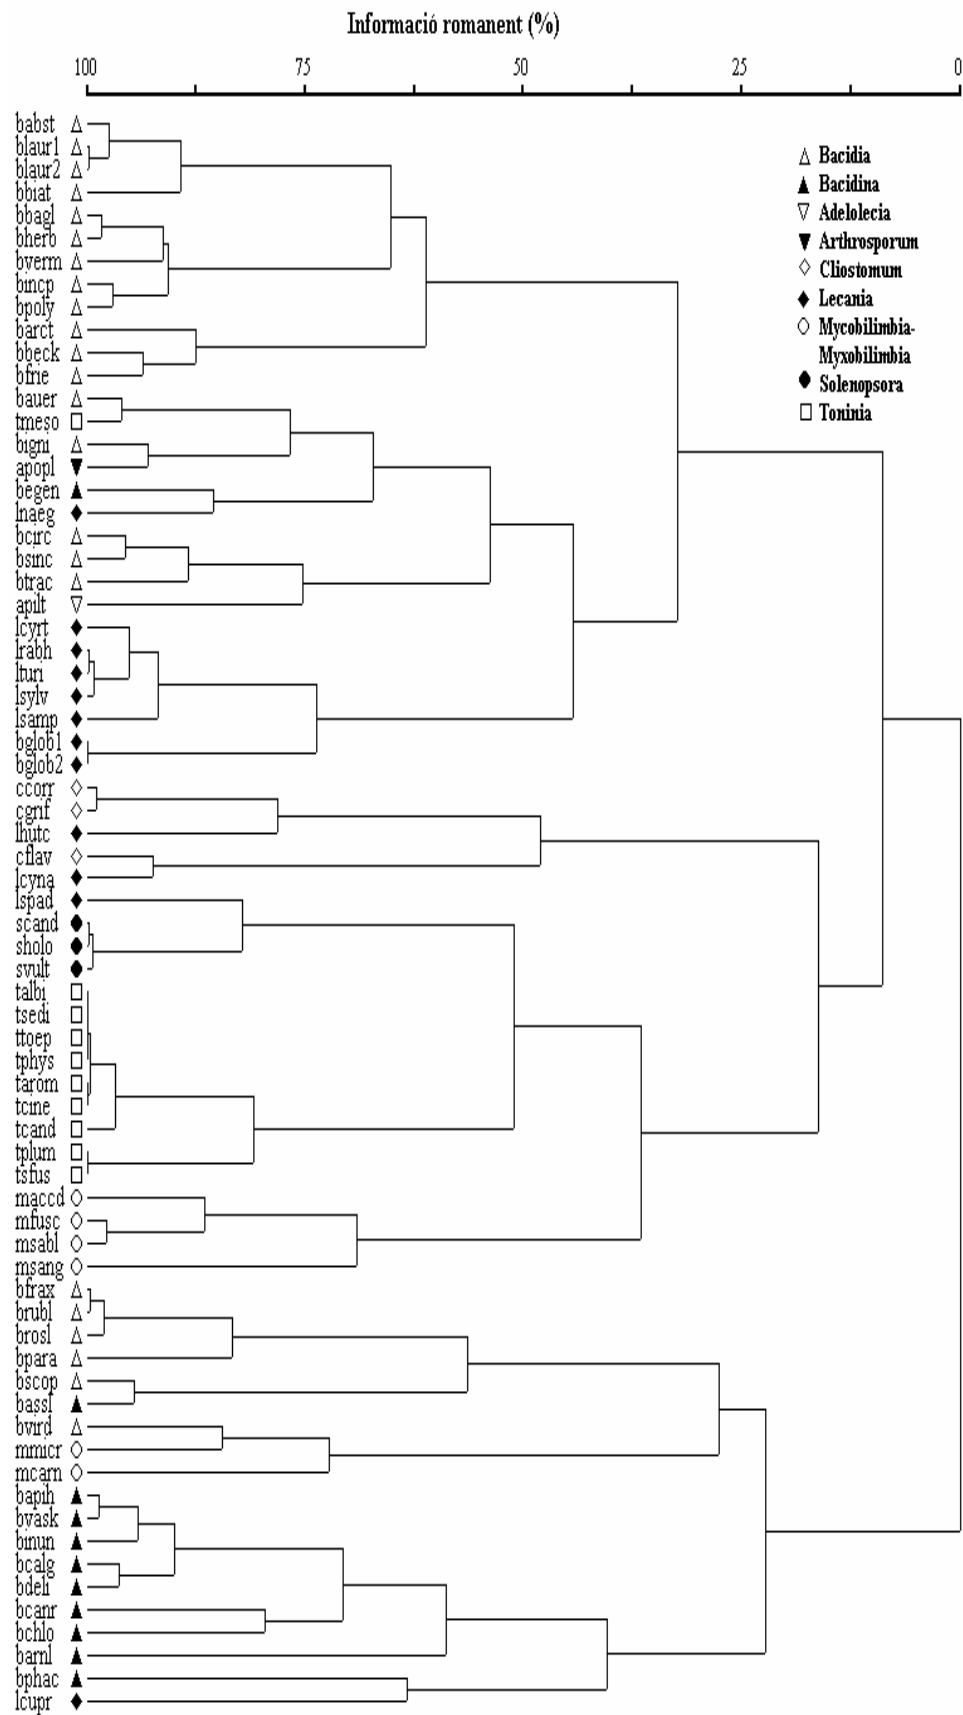 Informació romanent (%)
100 75 50 25 0
babst
blaur1
blaur2
bbiat
bbagl
bherb
bverm
bincp
bpoly
barct
bbeck
bfrie
bauer
tmeso
bigni
apopl
begen
lnaeg
bcirc
bsinc
btrac
apilt
lcyrt
lrabh
lturi
lsylv
lsamp
bglob1
bglob2
ccorr
cgrif
lhutc
cflav
lcyna
lspad
scand
sholo
svult
talbi
tsedi
ttoep
tphys
tarom
tcine
tcand
tplum
tsfus
maccd
mfusc
msabl
msang
bfrax
brubl
brosl
bpara
bscop
bassl
bvird
mmicr
mcarn
bapih
bvask
binun
bcalg
bdeli
bcanr
bchlo
barnl
bphac
lcupr
Bacidia
Bacidina
Adelolecia
Arthrosporum
Cliostomum
Lecania
Mycobilimbia-
Myxobilimbia
Solenopsora
Toninia